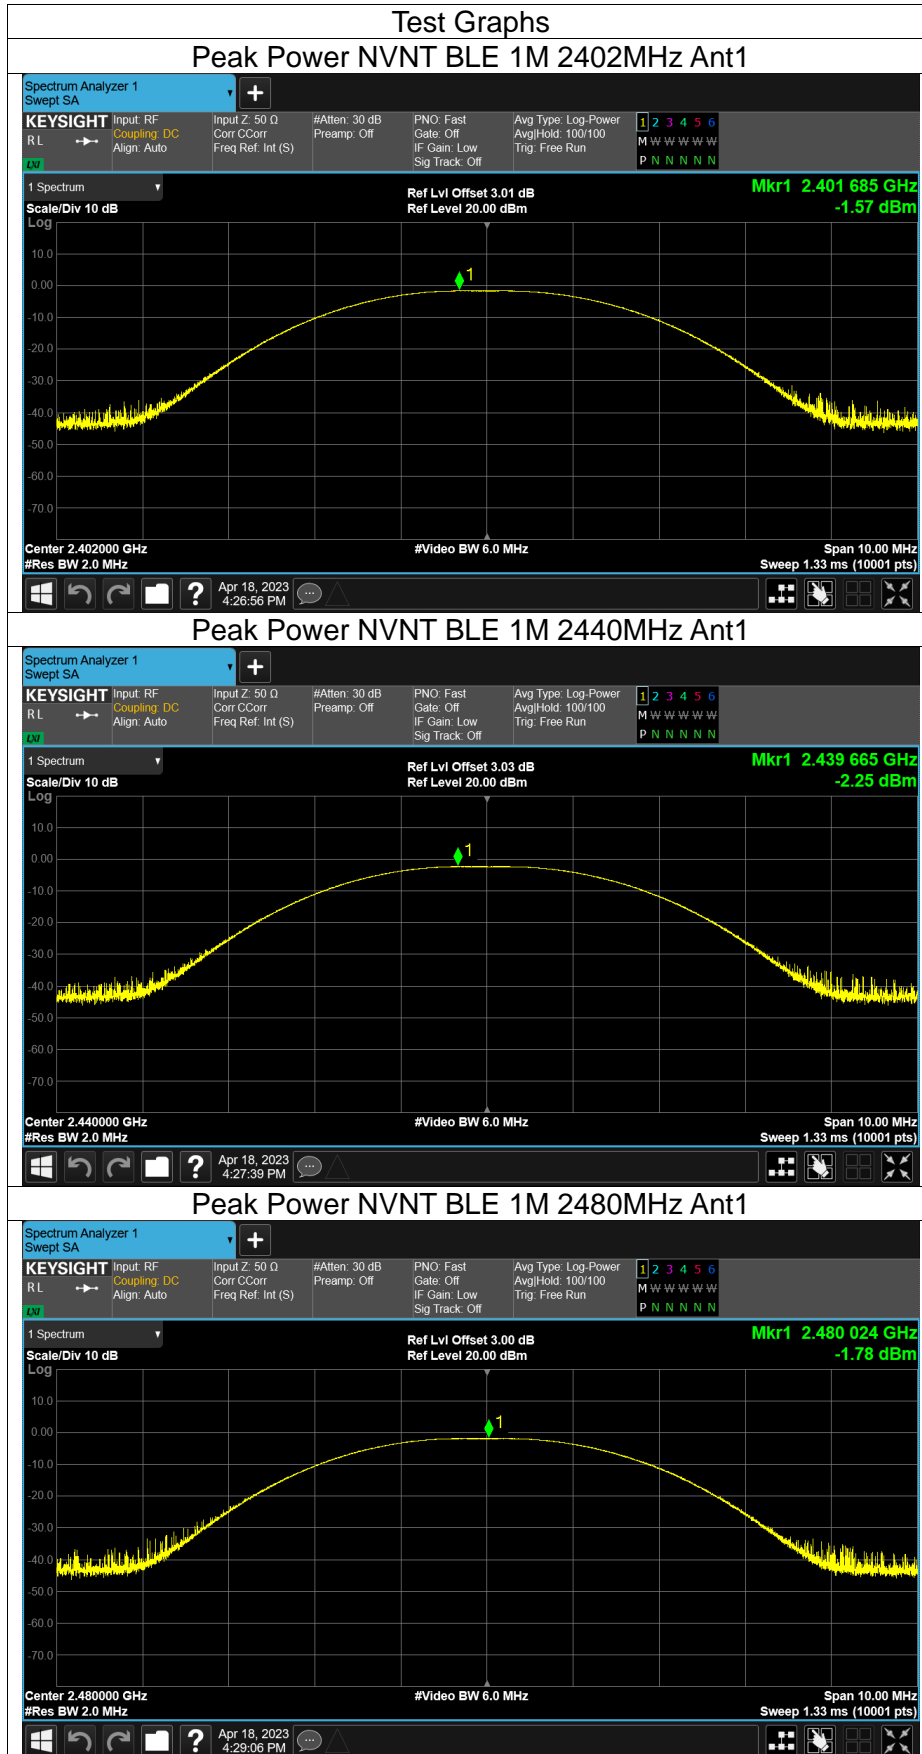 Test Graphs
Peak Power NVNT BLE 1M 2402MHz Ant1
Spectrum Analyzer 1
Swept SA
KEYSIGHT Input: RF Input Z: 50 Ω #Atten: 30 dB PNO: Fast Avg Type: Log-Power 1 2 3 4 5 6
R L Coupling: DC Corr CCorr Preamp: Off Gate: Off Avg|Hold: 100/100 M W W W W W
Align: Auto Freq Ref: Int (S) IF Gain: Low Trig: Free Run
LXI Sig Track: Off P N N N N N
1 Spectrum Ref Lvl Offset 3.01 dB Mkr1 2.401 685 GHz
Scale/Div 10 dB Ref Level 20.00 dBm -1.57 dBm
Log
10.0
1
0.00
-10.0
-20.0
-30.0
-40.0
-50.0
-60.0
-70.0
Center 2.402000 GHz #Video BW 6.0 MHz Span 10.00 MHz
#Res BW 2.0 MHz Sweep 1.33 ms (10001 pts)
? Apr 18, 2023
4:26:56 PM
Peak Power NVNT BLE 1M 2440MHz Ant1
Spectrum Analyzer 1
Swept SA
KEYSIGHT Input: RF Input Z: 50 Ω #Atten: 30 dB PNO: Fast Avg Type: Log-Power 1 2 3 4 5 6
R L Coupling: DC Corr CCorr Preamp: Off Gate: Off Avg|Hold: 100/100 M W W W W W
Align: Auto Freq Ref: Int (S) IF Gain: Low Trig: Free Run
LXI Sig Track: Off P N N N N N
1 Spectrum Ref Lvl Offset 3.03 dB Mkr1 2.439 665 GHz
Scale/Div 10 dB Ref Level 20.00 dBm -2.25 dBm
Log
10.0
1
0.00
-10.0
-20.0
-30.0
-40.0
-50.0
-60.0
-70.0
Center 2.440000 GHz #Video BW 6.0 MHz Span 10.00 MHz
#Res BW 2.0 MHz Sweep 1.33 ms (10001 pts)
? Apr 18, 2023
4:27:39 PM
Peak Power NVNT BLE 1M 2480MHz Ant1
Spectrum Analyzer 1
Swept SA
KEYSIGHT Input: RF Input Z: 50 Ω #Atten: 30 dB PNO: Fast Avg Type: Log-Power 1 2 3 4 5 6
R L Coupling: DC Corr CCorr Preamp: Off Gate: Off Avg|Hold: 100/100 M W W W W W
Align: Auto Freq Ref: Int (S) IF Gain: Low Trig: Free Run
LXI Sig Track: Off P N N N N N
1 Spectrum Ref Lvl Offset 3.00 dB Mkr1 2.480 024 GHz
Scale/Div 10 dB Ref Level 20.00 dBm -1.78 dBm
Log
10.0
1
0.00
-10.0
-20.0
-30.0
-40.0
-50.0
-60.0
-70.0
Center 2.480000 GHz #Video BW 6.0 MHz Span 10.00 MHz
#Res BW 2.0 MHz Sweep 1.33 ms (10001 pts)
? Apr 18, 2023
4:29:06 PM